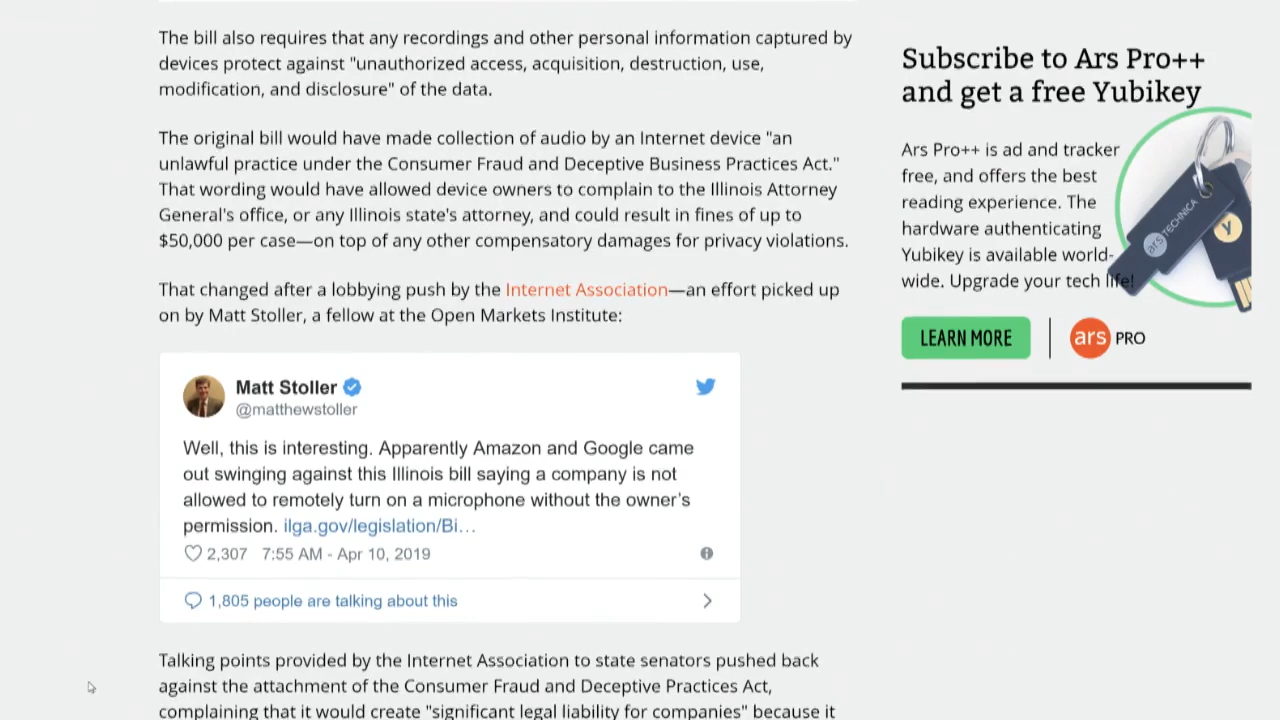 The bill also requires that any recordings and other personal information captured by
devices protect against "unauthorized access, acquisition, destruction, use,
modification, and disclosure" of the data.
The original bill would have made collection of audio by an Internet device "an
unlawful practice under the Consumer Fraud and Deceptive Business Practices Act."
That wording would have allowed device owners to complain to the Illinois Attorney
General's office, or any Illinois state's attorney, and could result in fines of up to
$50,000 per case—on top of any other compensatory damages for privacy violations.
That changed after a lobbying push by the Internet Association—an effort picked up
on by Matt Stoller, a fellow at the Open Markets Institute:
Matt Stoller
@matthewstoller
Well, this is interesting. Apparently Amazon and Google came
out swinging against this Illinois bill saying a company is not
allowed to remotely turn on a microphone without the owner's
permission. ilga.gov/legislation/Bi…
2,307 7:55 AM - Apr 10, 2019
1,805 people are talking about this
Talking points provided by the Internet Association to state senators pushed back
against the attachment of the Consumer Fraud and Deceptive Practices Act,
complaining that it would create "significant legal liability for companies" because it
Subscribe to Ars Pro++
and get a free Yubikey
Ars Pro++ is ad and tracker
free, and offers the best
reading experience. The
hardware authenticating
Yubikey is available world-
wide. Upgrade your tech life!
ars TECHNICA
y
LEARN MORE
ars PRO